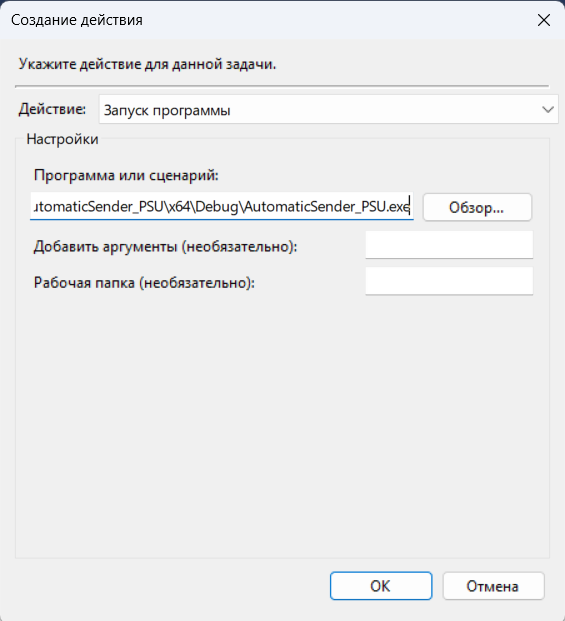 Создание действия
Укажите действие для данной задачи.
Действие: Запуск программы
Настройки
Программа или сценарий:
utomaticSender_PSU\x64\Debug\AutomaticSender_PSU.exe Обзор...
Добавить аргументы (необязательно):
Рабочая папка (необязательно):
ОК Отмена